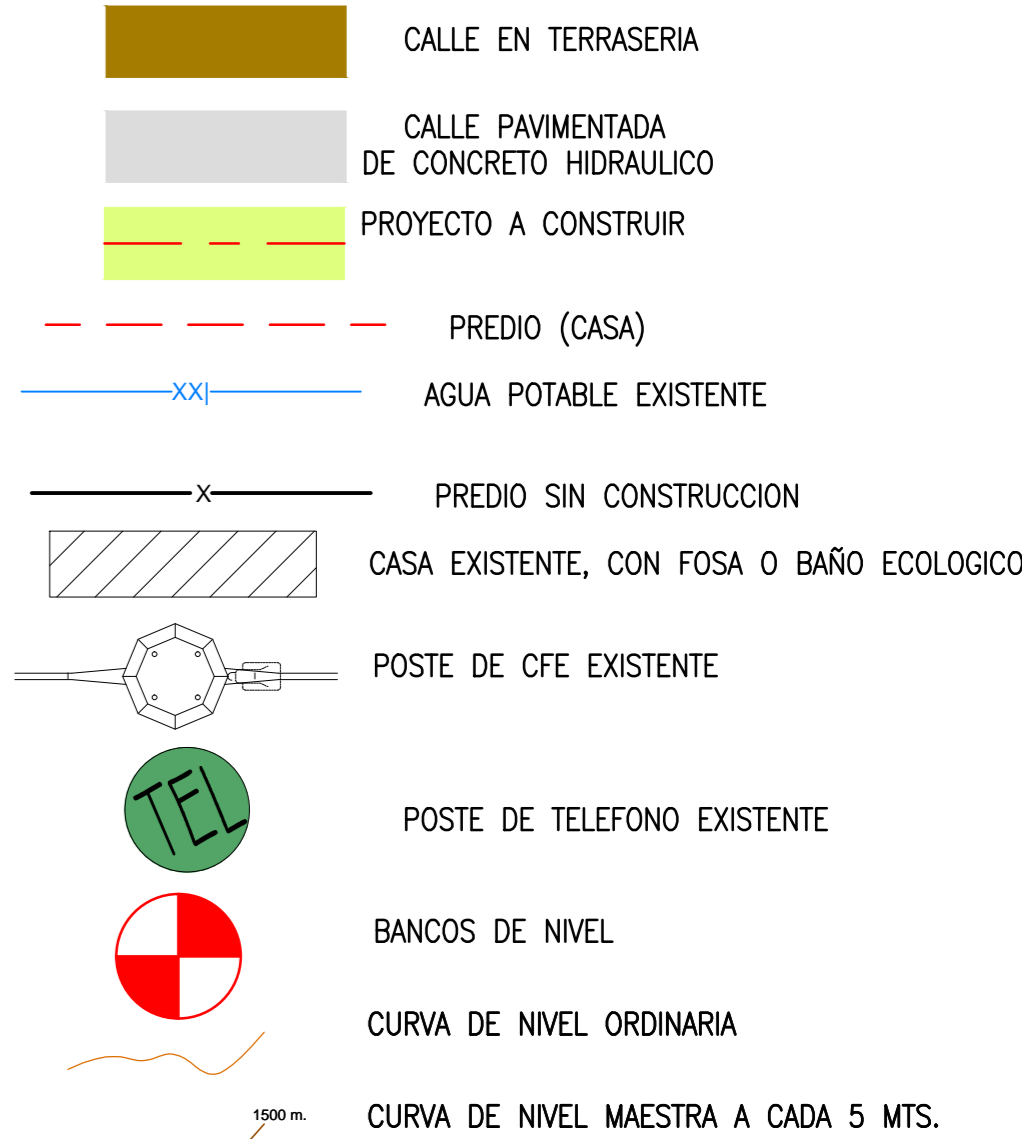 CALLE EN TERRASERIA
CALLE PAVIMENTADA
DE CONCRETO HIDRAULICO
PROYECTO A CONSTRUIR
PREDIO (CASA)
XX|
AGUA POTABLE EXISTENTE
X
PREDIO SIN CONSTRUCCION
CASA EXISTENTE, CON FOSA O BAÑO ECOLOGICO
POSTE DE CFE EXISTENTE
TEL
POSTE DE TELEFONO EXISTENTE
BANCOS DE NIVEL
CURVA DE NIVEL ORDINARIA
1500 m.
CURVA DE NIVEL MAESTRA A CADA 5 MTS.